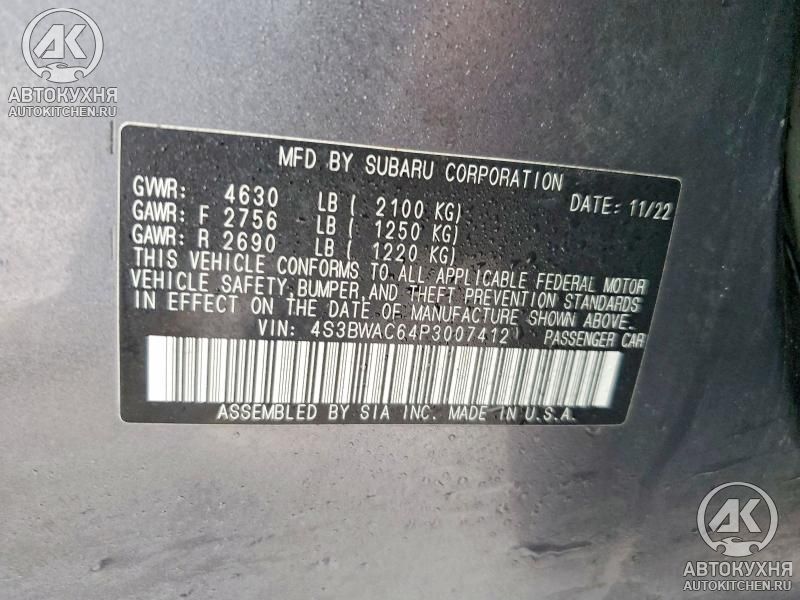 AK
АВТОКУХНЯ
AUTOKITCHEN.RU
MFD BY SUBARU CORPORATION
GVWR: 4630 LB ( 2100 KG) DATE: 11/22
GAWR: F 2756 LB ( 1250 KG)
GAWR: R 2690 LB ( 1220 KG)
THIS VEHICLE CONFORMS TO ALL APPLICABLE FEDERAL MOTOR
VEHICLE SAFETY, BUMPER, AND THEFT PREVENTION STANDARDS
IN EFFECT ON THE DATE OF MANUFACTURE SHOWN ABOVE.
VIN: 4S3BWAC64P3007412 PASSENGER CAR
ASSEMBLED BY SIA INC. MADE IN U.S.A.
AK
АВТОКУХНЯ
AUTOKITCHEN.RU